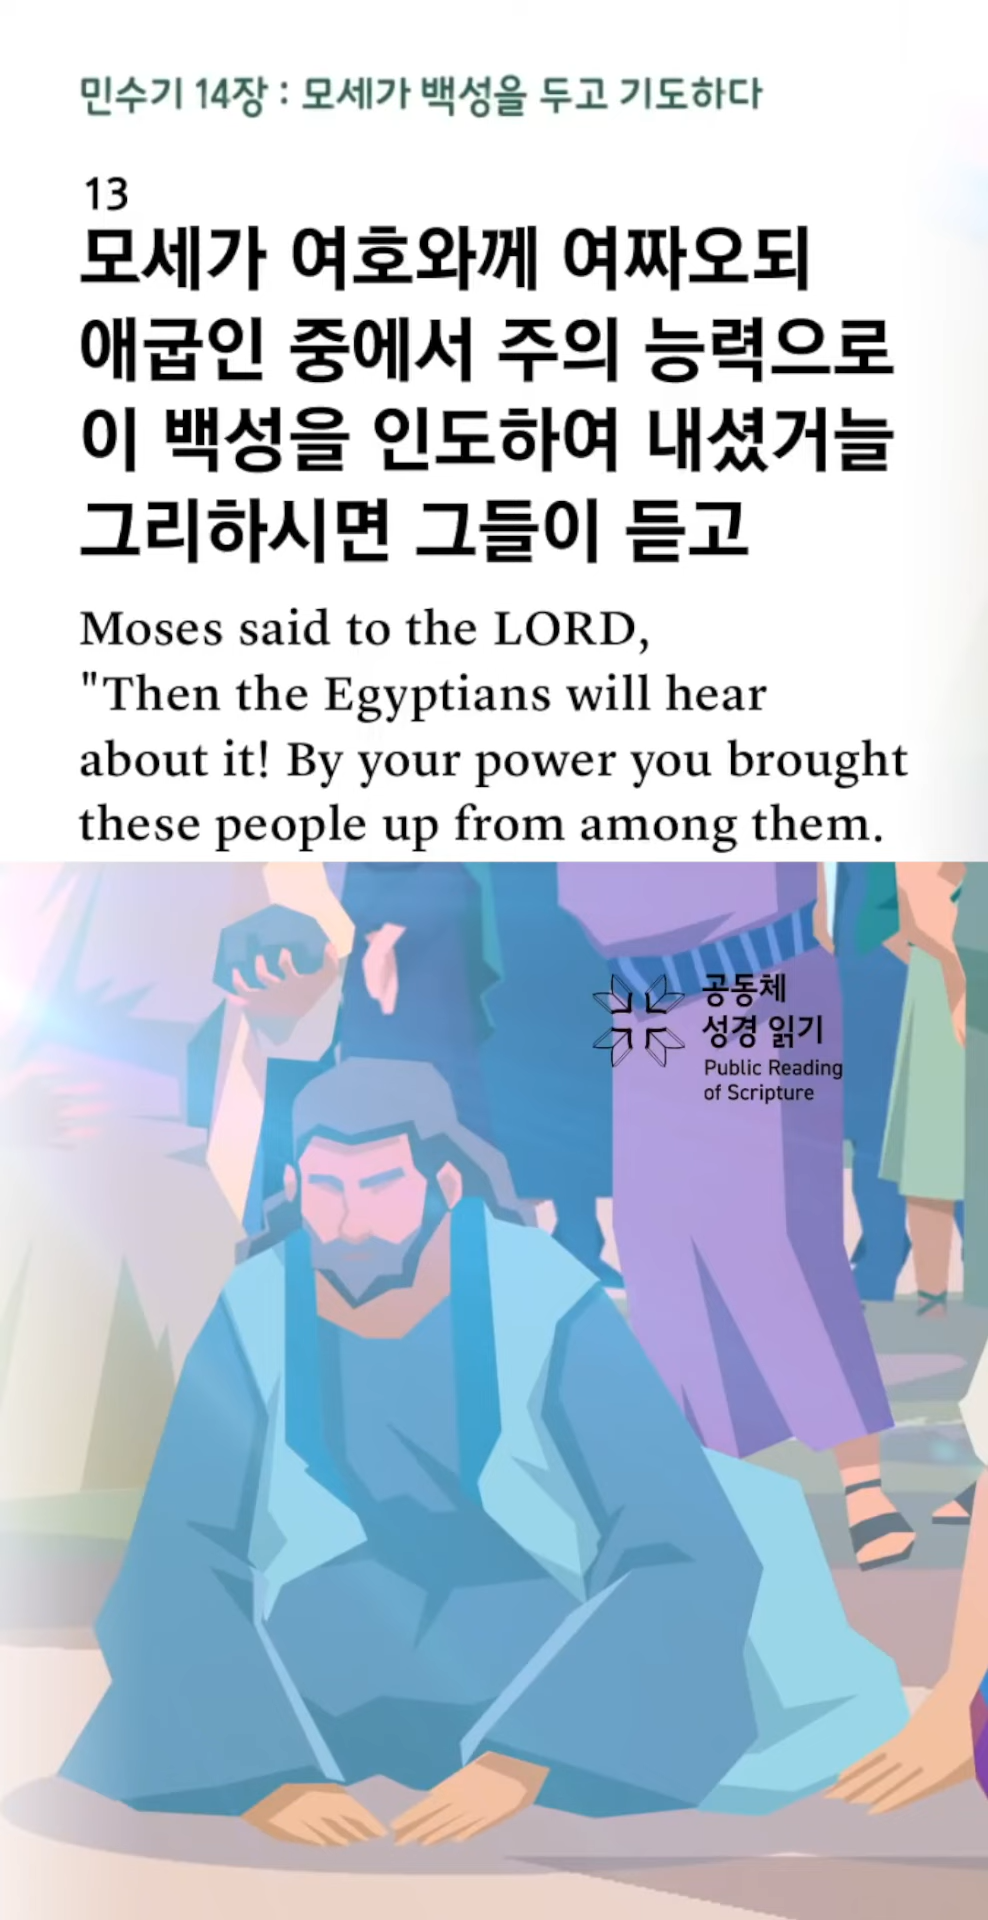 민수기 14장 : 모세가 백성을 두고 기도하다
13
모세가 여호와께 여짜오되
애굽인 중에서 주의 능력으로
이 백성을 인도하여 내셨거늘
그리하시면 그들이 듣고
Moses said to the LORD,
"Then the Egyptians will hear
about it! By your power you brought
these people up from among them.
공동체
성경 읽기
Public Reading
of Scripture